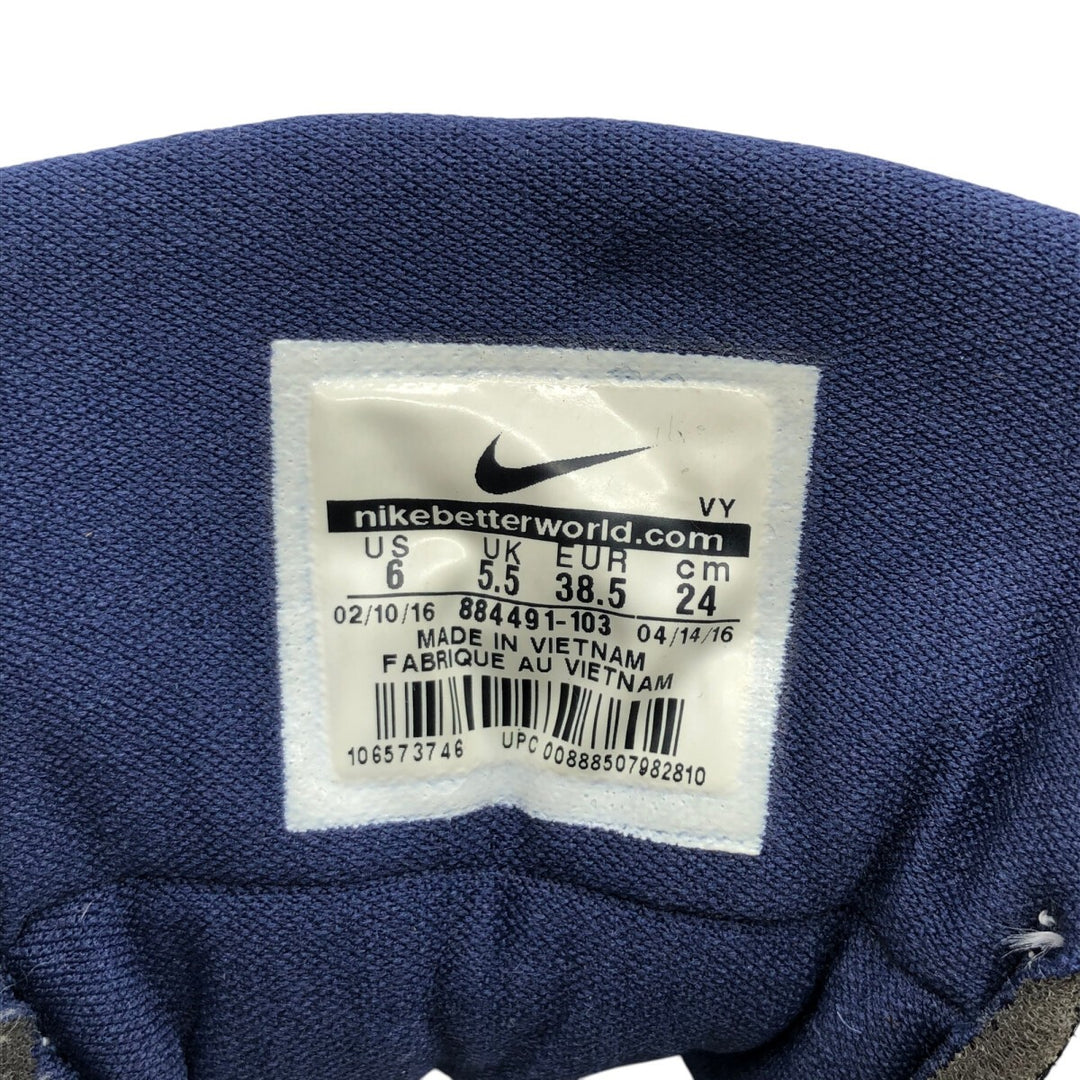 VY
nikebetterworld.com
US UK EUR cm
6 5.5 38.5 24
02/10/16 884491-103 04/14/16
MADE IN VIETNAM
FABRIQUE AU VIETNAM
106573746 UPC 00888507982810